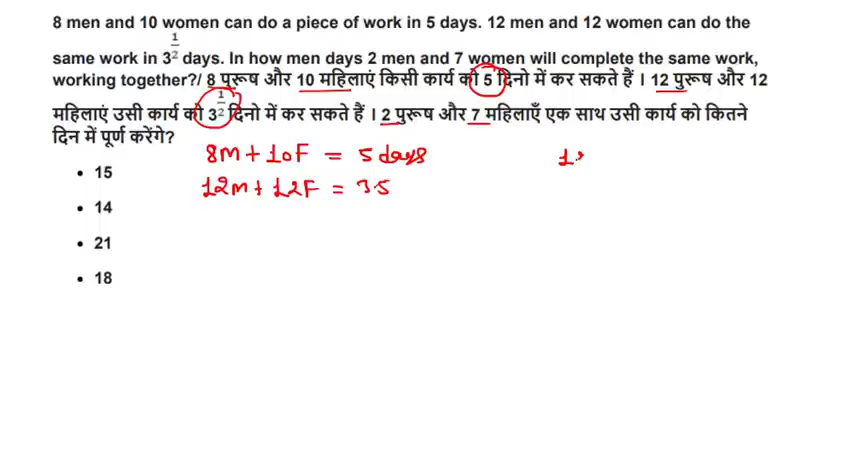 8 men and 10 women can do a piece of work in 5 days. 12 men and 12 women can do the
same work in 3 1/2 days. In how men days 2 men and 7 women will complete the same work,
working together?/ 8 पुरूष और 10 महिलाएं किसी कार्य को 5 दिनो में कर सकते हैं । 12 पुरूष और 12
महिलाएं उसी कार्य को 3 1/2 दिनो में कर सकते हैं । 2 पुरूष और 7 महिलाएँ एक साथ उसी कार्य को कितने
दिन में पूर्ण करेंगे?
8M + 10F = 5 days
12M + 12F = 3.5
• 15
• 14
• 21
• 18